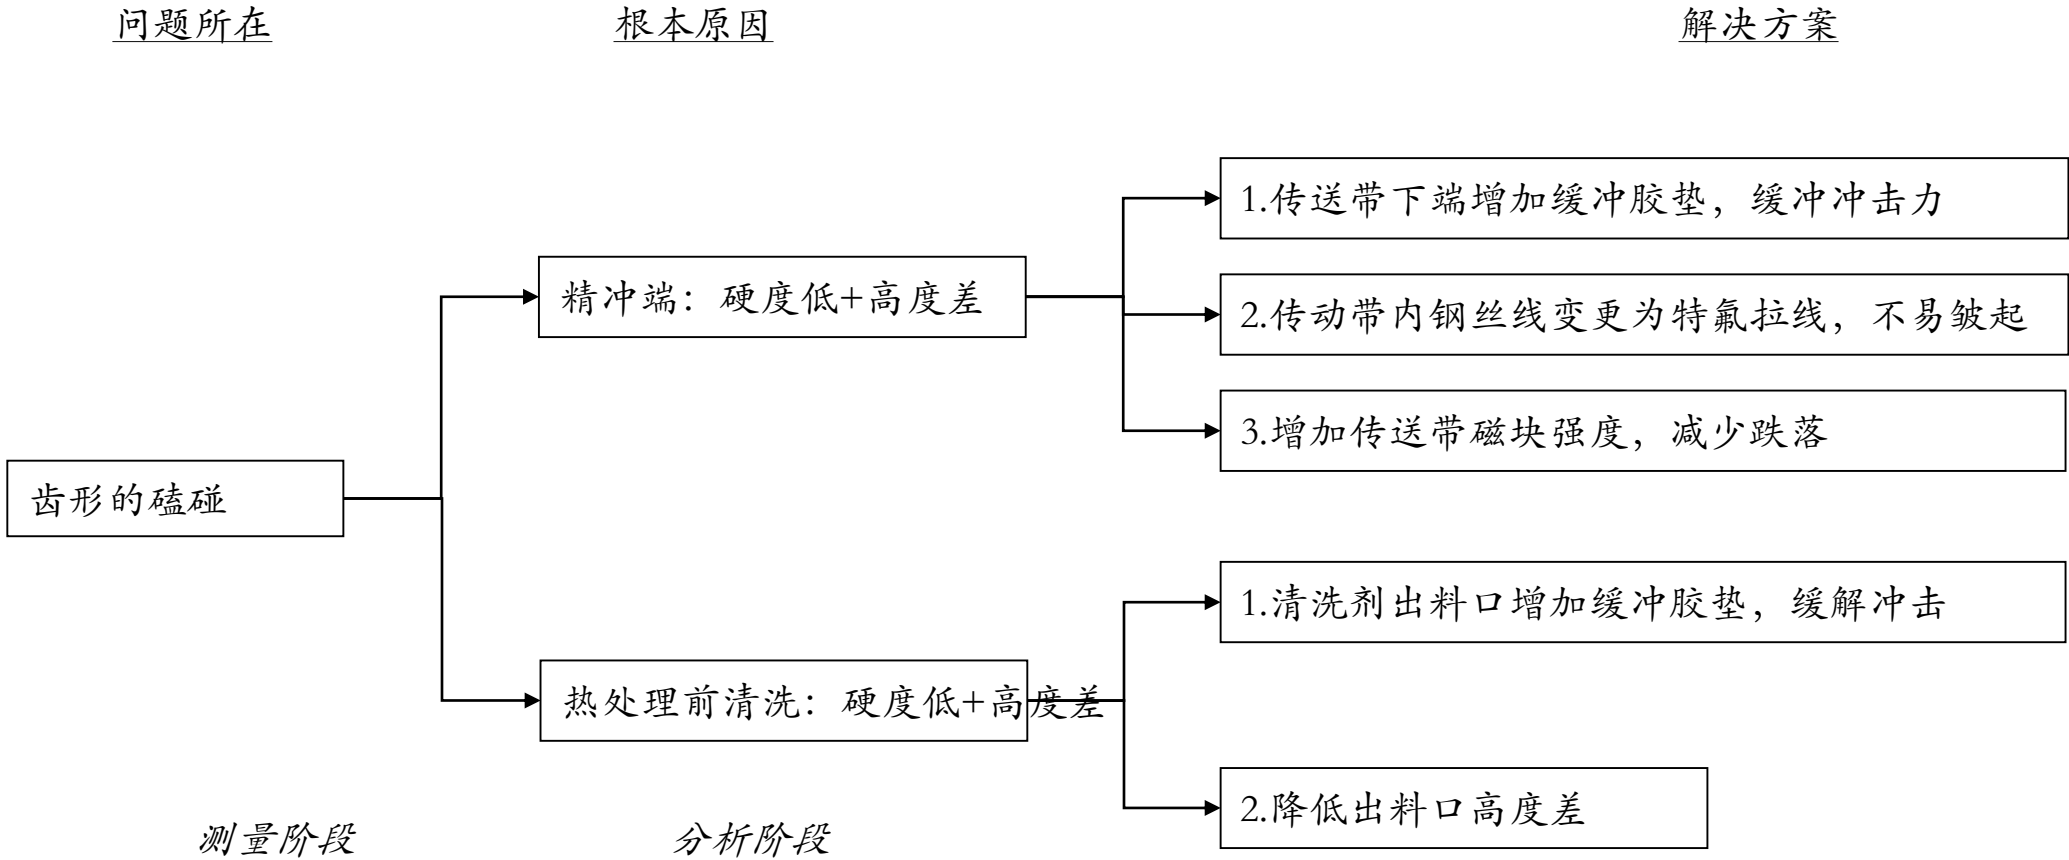 问题所在
根本原因
解决方案
1.传送带下端增加缓冲胶垫，缓冲冲击力
精冲端：硬度低+高度差
2.传动带内钢丝线变更为特氟拉线，不易皱起
3.增加传送带磁块强度，减少跌落
齿形的磕碰
1.清洗剂出料口增加缓冲胶垫，缓解冲击
热处理前清洗：硬度低+高度差
2.降低出料口高度差
测量阶段
分析阶段